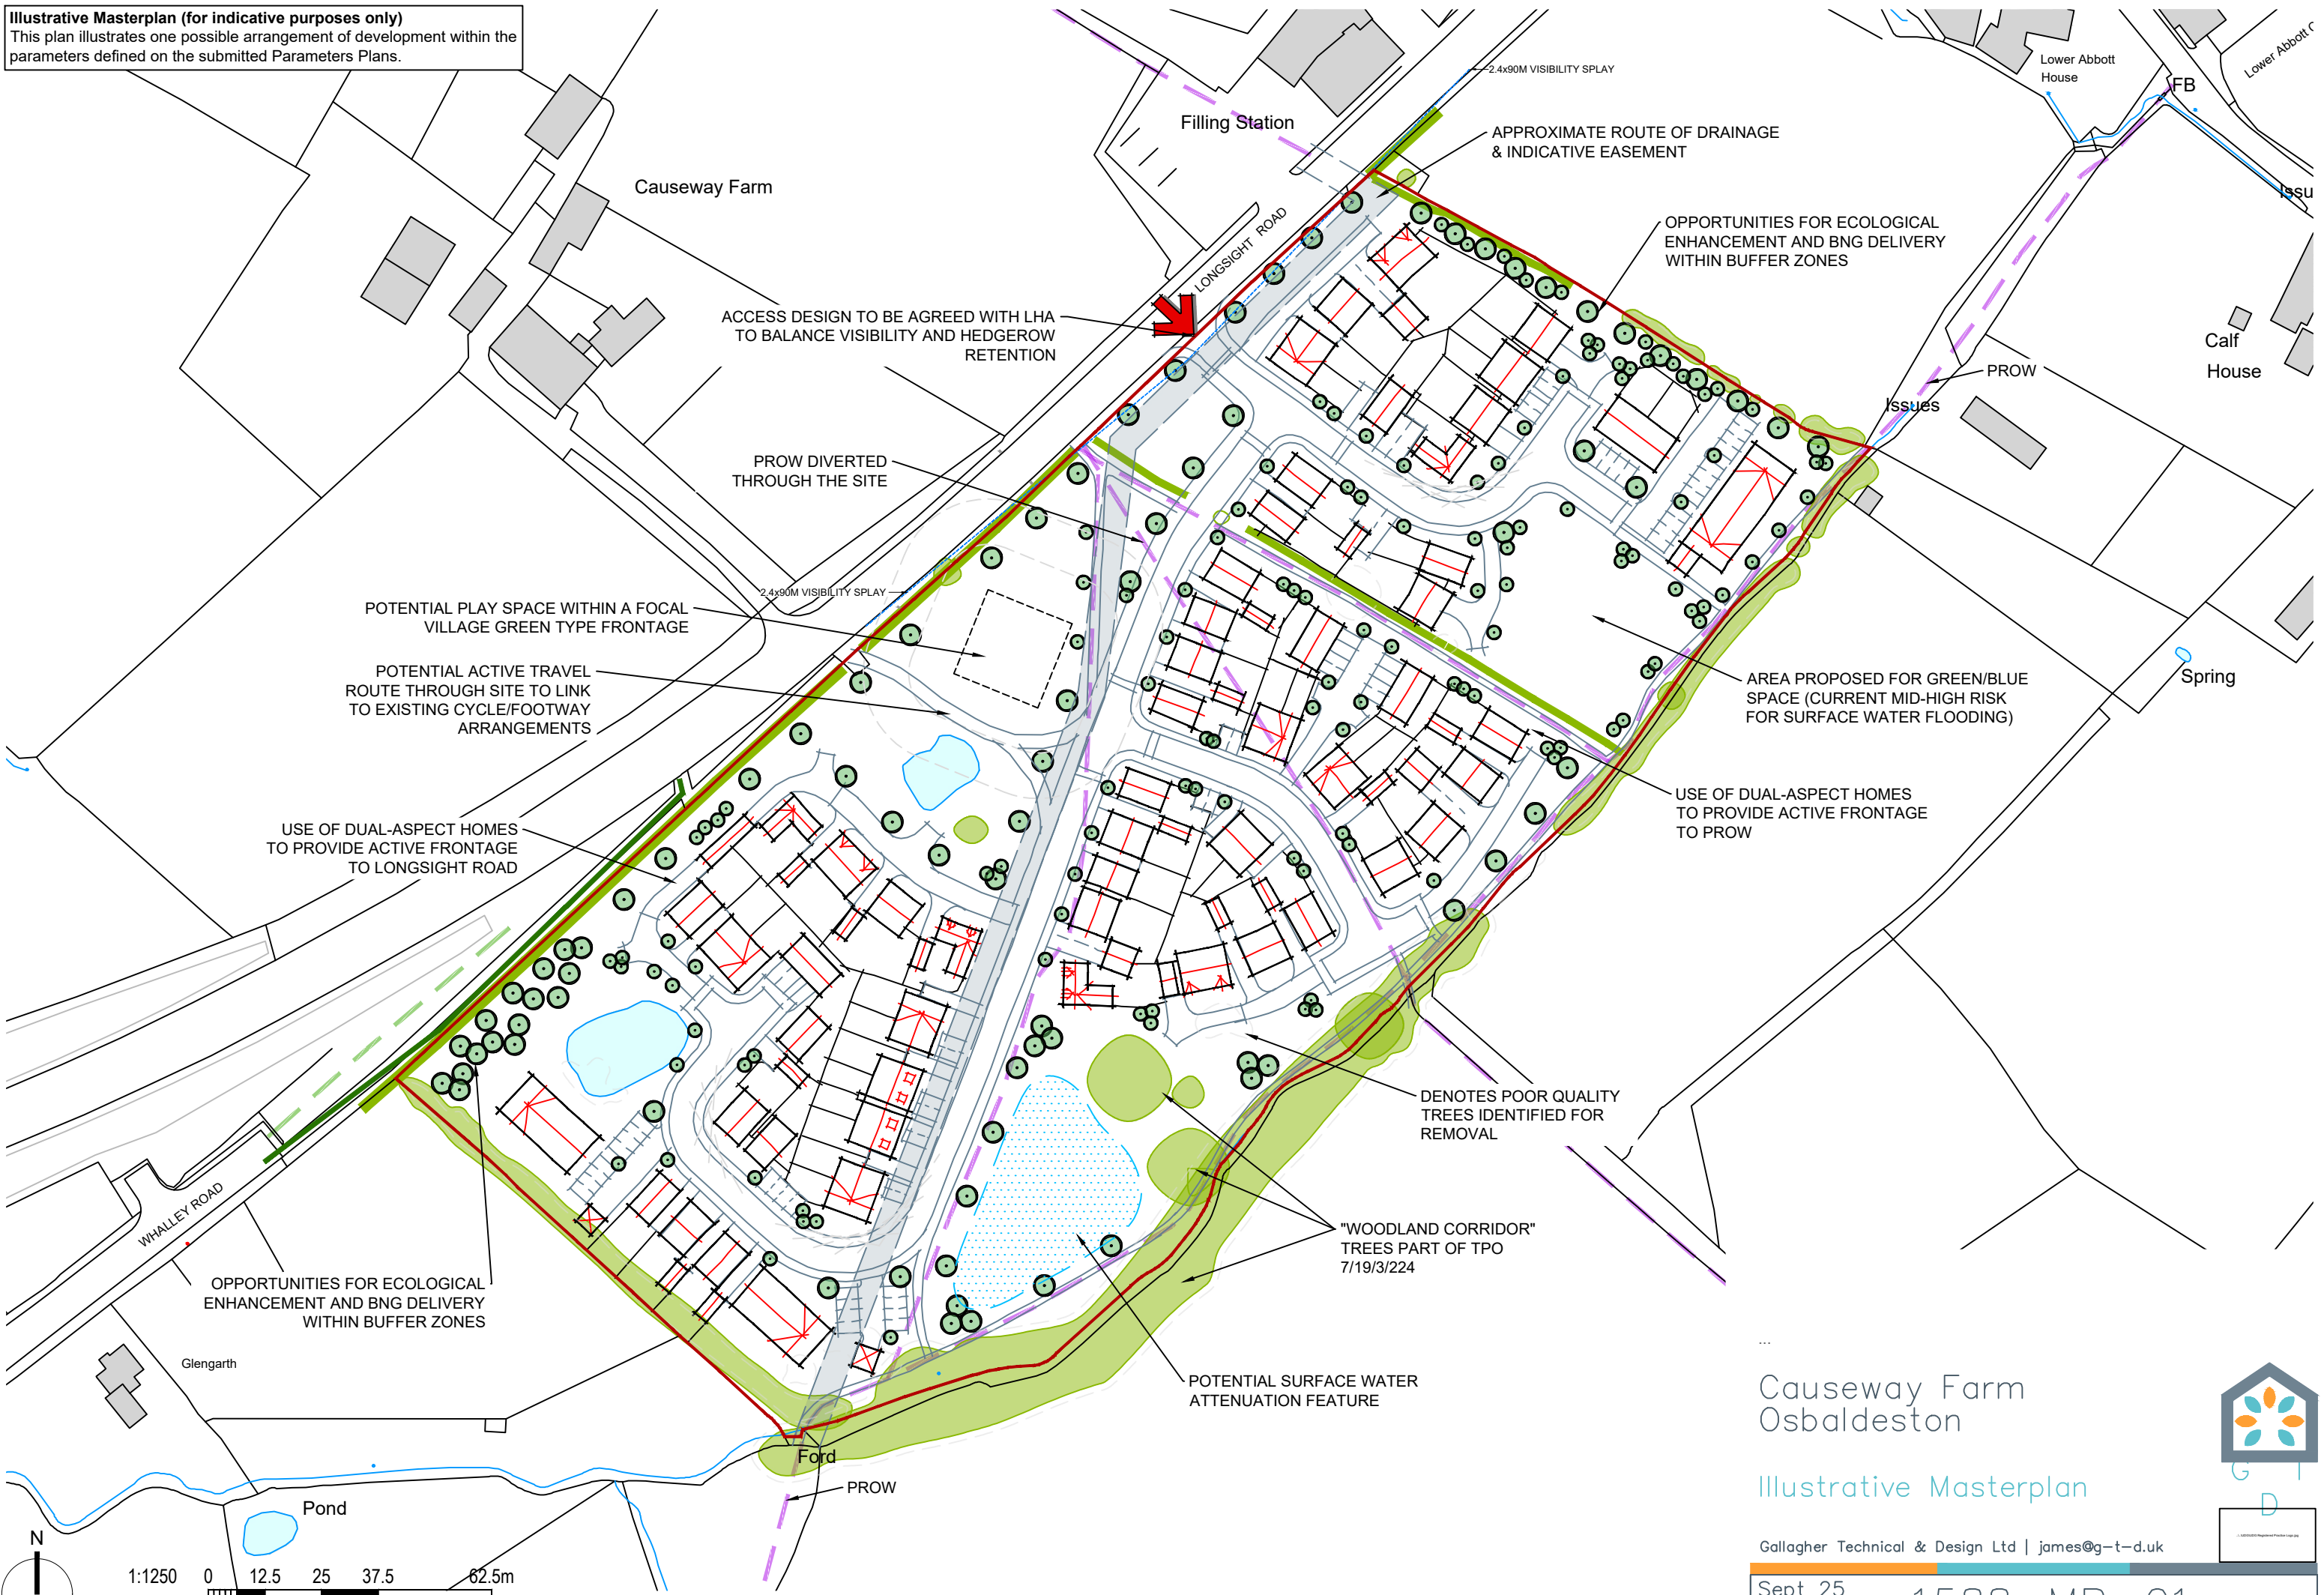 Illustrative Masterplan (for indicative purposes only)
This plan illustrates one possible arrangement of development within the
parameters defined on the submitted Parameters Plans.
Causeway Farm
Filling Station
2.4x90M VISIBILITY SPLAY
APPROXIMATE ROUTE OF DRAINAGE
& INDICATIVE EASEMENT
Lower Abbott
House
FB
OPPORTUNITIES FOR ECOLOGICAL
ENHANCEMENT AND BNG DELIVERY
WITHIN BUFFER ZONES
LONGSIGHT ROAD
ACCESS DESIGN TO BE AGREED WITH LHA
TO BALANCE VISIBILITY AND HEDGEROW
RETENTION
Calf
House
PROW
Issues
PROW DIVERTED
THROUGH THE SITE
2.4x90M VISIBILITY SPLAY
POTENTIAL PLAY SPACE WITHIN A FOCAL
VILLAGE GREEN TYPE FRONTAGE
POTENTIAL ACTIVE TRAVEL
ROUTE THROUGH SITE TO LINK
TO EXISTING CYCLE/FOOTWAY
ARRANGEMENTS
Spring
AREA PROPOSED FOR GREEN/BLUE
SPACE (CURRENT MID-HIGH RISK
FOR SURFACE WATER FLOODING)
USE OF DUAL-ASPECT HOMES
TO PROVIDE ACTIVE FRONTAGE
TO PROW
USE OF DUAL-ASPECT HOMES
TO PROVIDE ACTIVE FRONTAGE
TO LONGSIGHT ROAD
DENOTES POOR QUALITY
TREES IDENTIFIED FOR
REMOVAL
WHALLEY ROAD
"WOODLAND CORRIDOR"
TREES PART OF TPO
7/19/3/224
OPPORTUNITIES FOR ECOLOGICAL
ENHANCEMENT AND BNG DELIVERY
WITHIN BUFFER ZONES
Glengarth
POTENTIAL SURFACE WATER
ATTENUATION FEATURE
Ford
PROW
Pond
N
1:1250 0 12.5 25 37.5 62.5m
...
Causeway Farm
Osbaldeston
Illustrative Masterplan
G T
D
Gallagher Technical & Design Ltd | james@g-t-d.uk
Sept 25